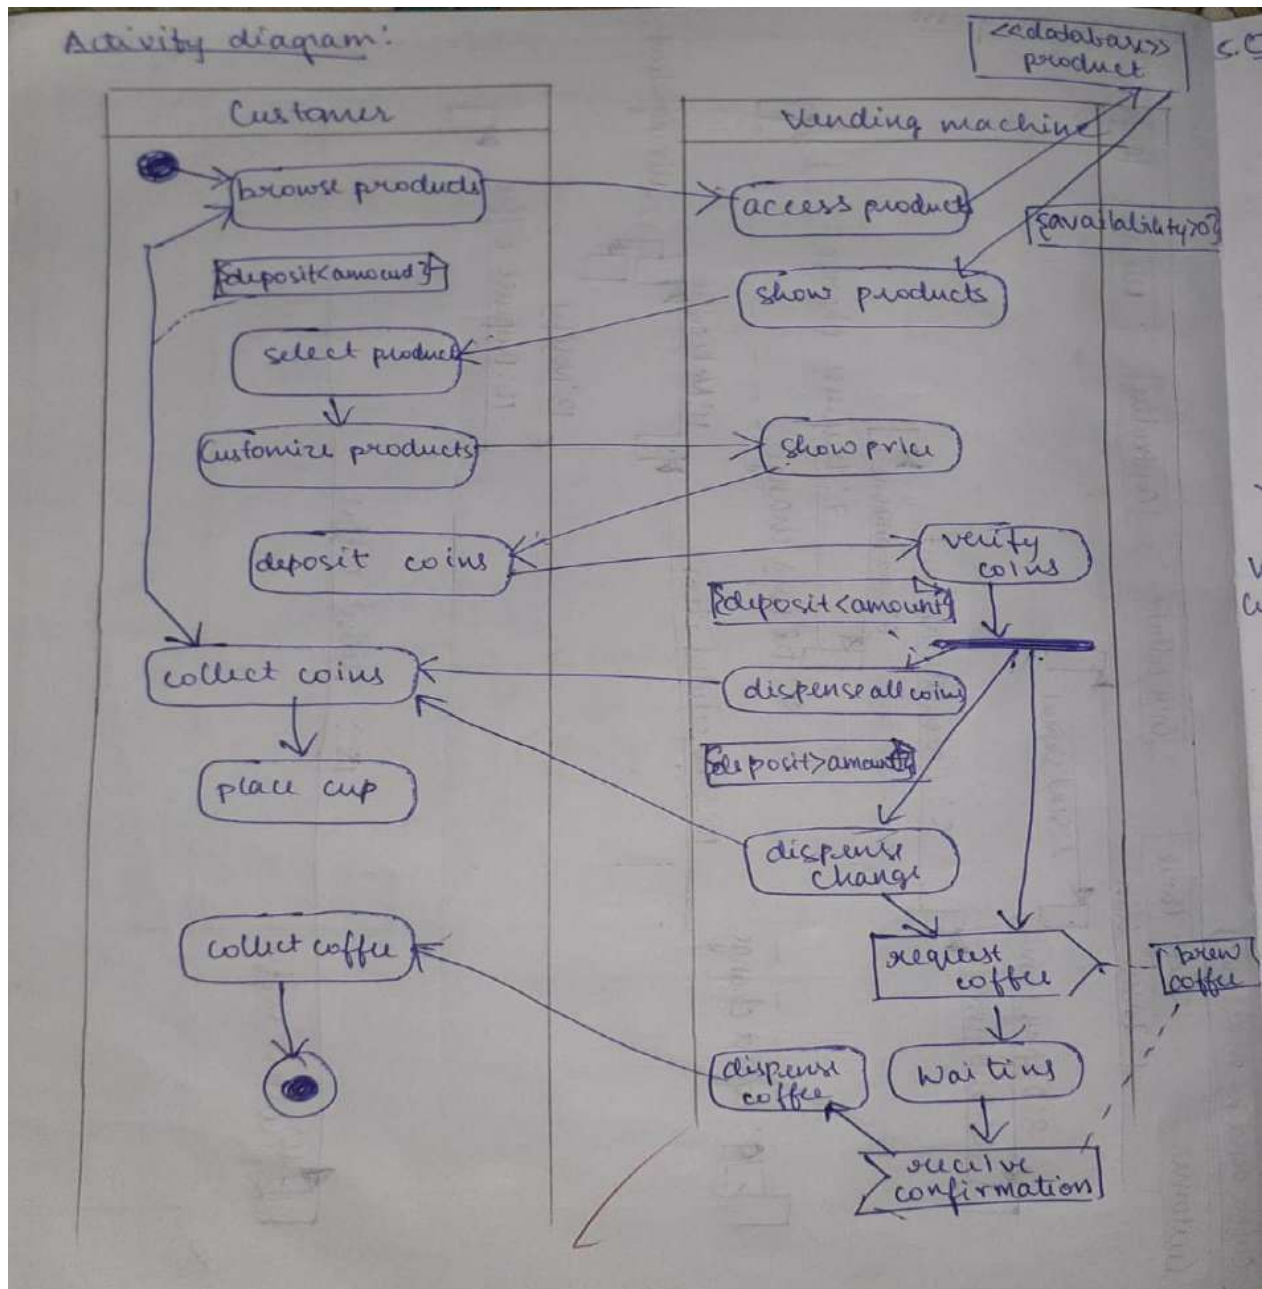 Activity diagram:
<<database>>
product
Customer
Vending machine
browse products
access products
{availability>0}
{deposit<amount}
show products
select product
Customize products
show price
deposit coins
verify
coins
{deposit<amount}
collect coins
dispense all coins
{deposit>amount}
place cup
dispense
change
collect coffee
request
coffee
brew
coffee
dispense
coffee
Waiting
receive
confirmation